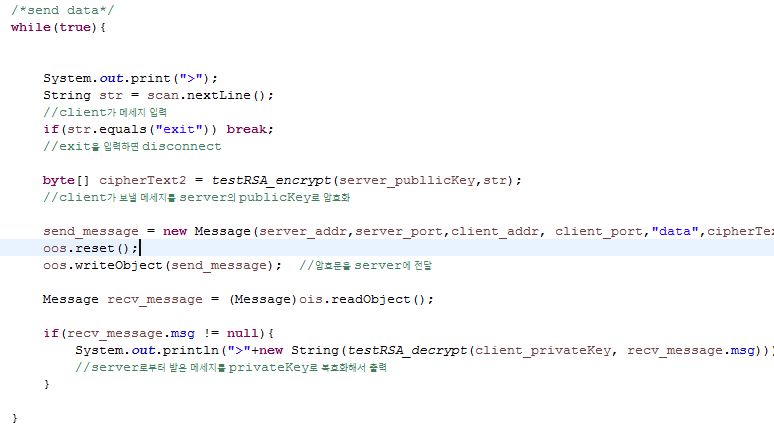 /*send data*/
while(true){
System.out.print(">");
String str = scan.nextLine();
//client가 메세지 입력
if(str.equals("exit")) break;
//exit을 입력하면 disconnect
byte[] cipherText2 = testRSA_encrypt(server_publlicKey,str);
//client가 보낼 메세지를 server의 publicKey로 암호화
send_message = new Message(server_addr,server_port,client_addr, client_port,"data",cipherTe
oos.reset();
oos.writeObject(send_message);  //암호문을 server에 전달
Message recv_message = (Message)ois.readObject();
if(recv_message.msg != null){
System.out.println(">"+new String(testRSA_decrypt(client_privateKey, recv_message.msg)))
//server로부터 받은 메세지를 privateKey로 복호화해서 출력
}
}